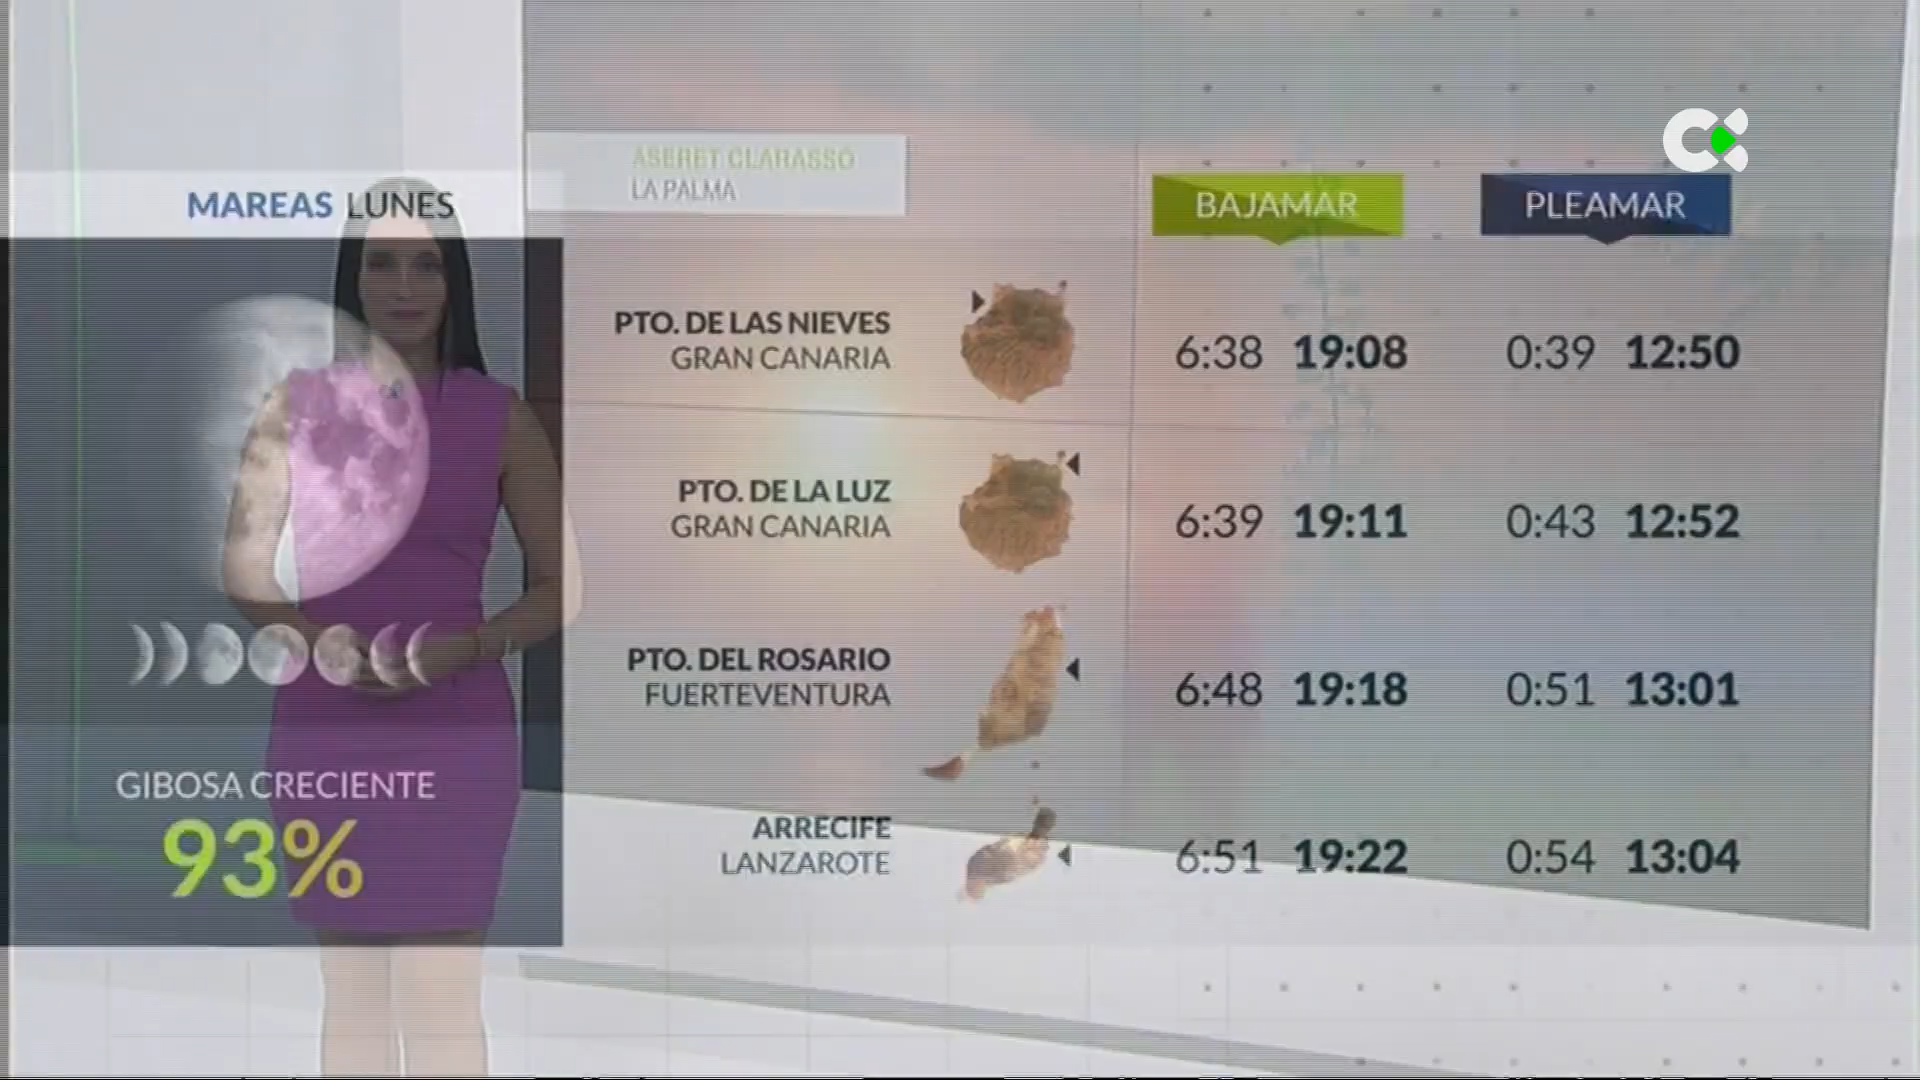 ASERET CLARASSO
LA PALMA
MAREAS LUNES
BAJAMAR PLEAMAR
PTO. DE LAS NIEVES
GRAN CANARIA
6:38 19:08 0:39 12:50
PTO. DE LA LUZ
GRAN CANARIA
6:39 19:11 0:43 12:52
PTO. DEL ROSARIO
FUERTEVENTURA
6:48 19:18 0:51 13:01
ARRECIFE
LANZAROTE
6:51 19:22 0:54 13:04
GIBOSA CRECIENTE
93%